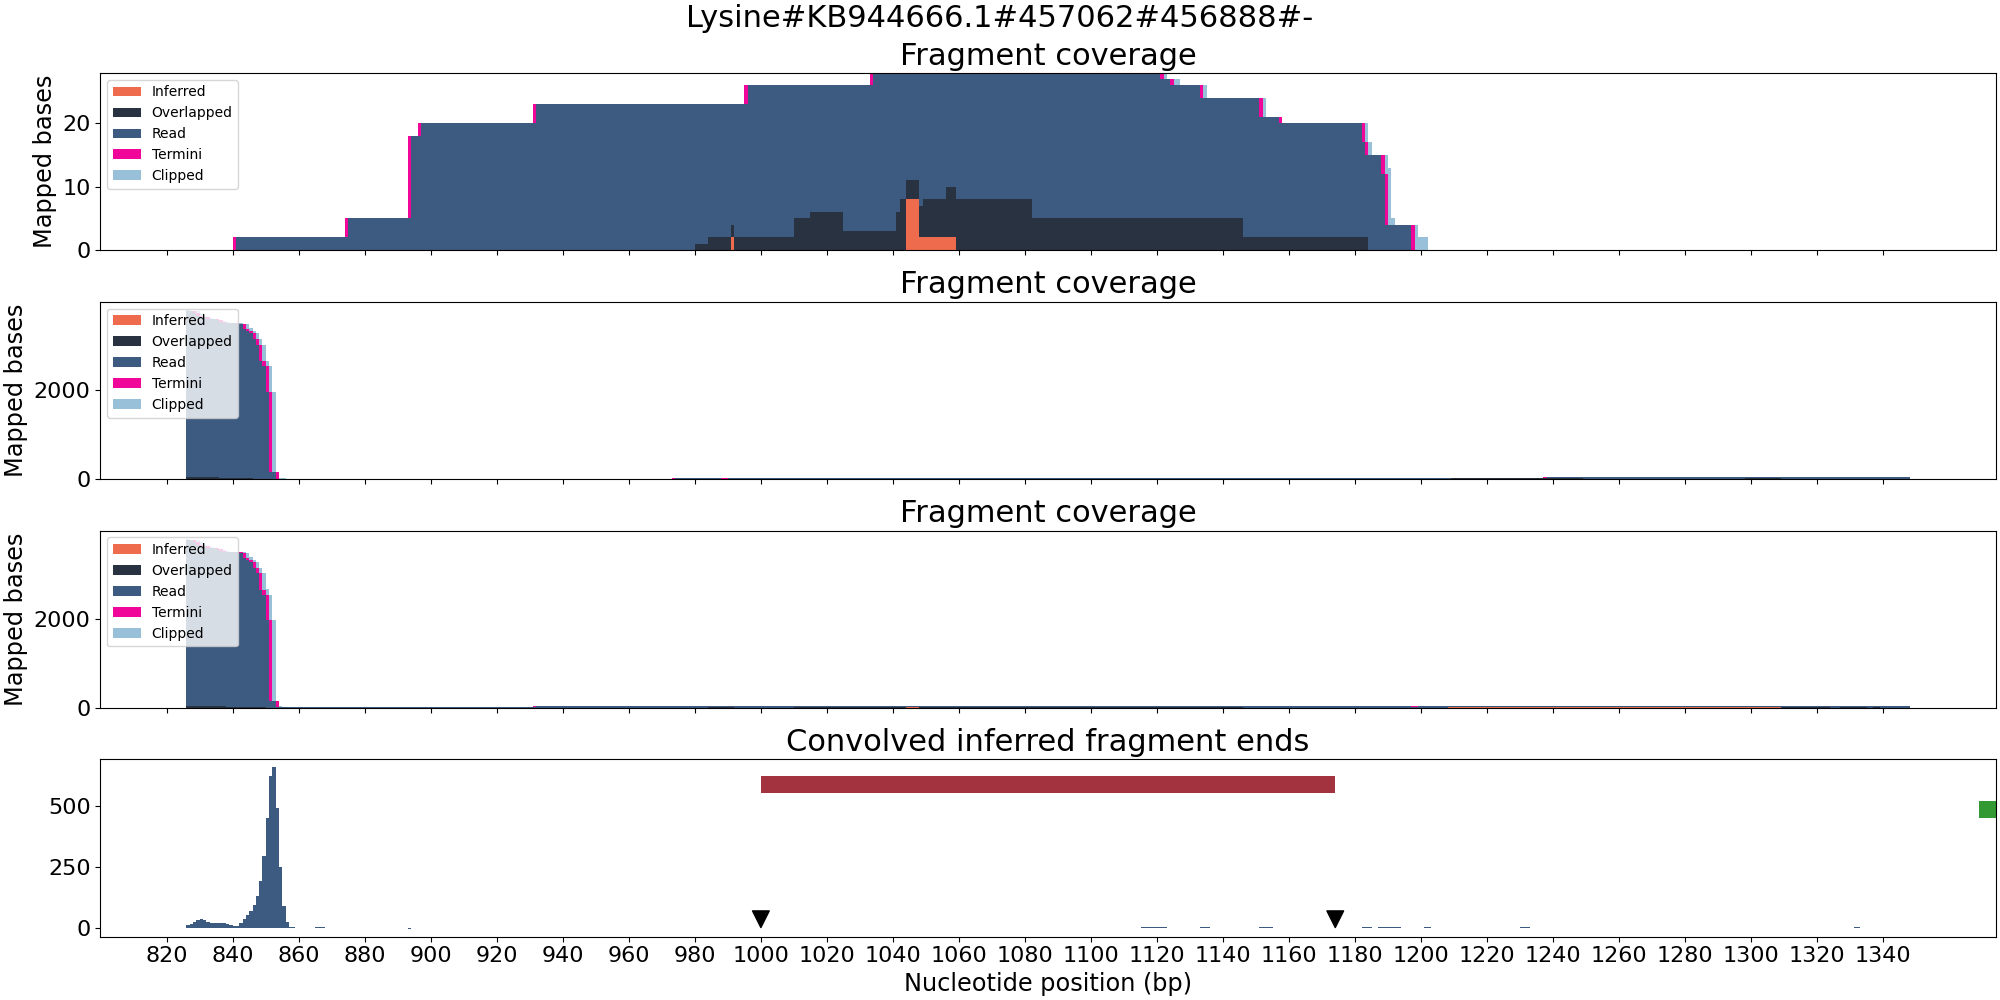 Lysine#KB944666.1#457062#456888#-
Fragment coverage
Mapped bases
20
10
0
Inferred
Overlapped
Read
Termini
Clipped
Fragment coverage
Mapped bases
2000
0
Inferred
Overlapped
Read
Termini
Clipped
Fragment coverage
Mapped bases
2000
0
Inferred
Overlapped
Read
Termini
Clipped
Convolved inferred fragment ends
500
250
0
820 840 860 880 900 920 940 960 980 1000 1020 1040 1060 1080 1100 1120 1140 1160 1180 1200 1220 1240 1260 1280 1300 1320 1340
Nucleotide position (bp)